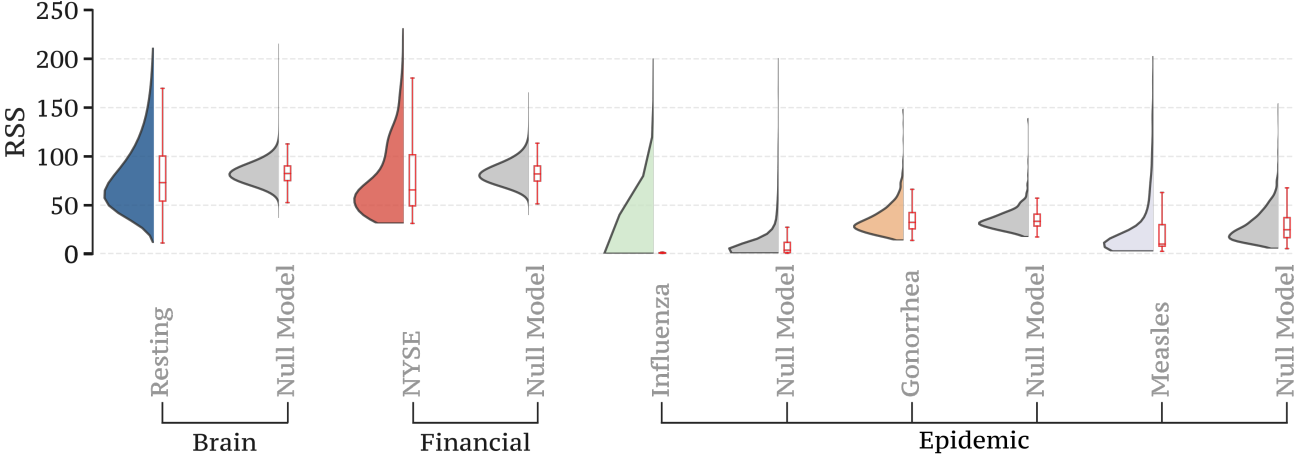 250
200
150
100
50
0
RSS
Resting
Null Model
NYSE
Null Model
Influenza
Null Model
Gonorrhea
Null Model
Measles
Null Model
Brain
Financial
Epidemic